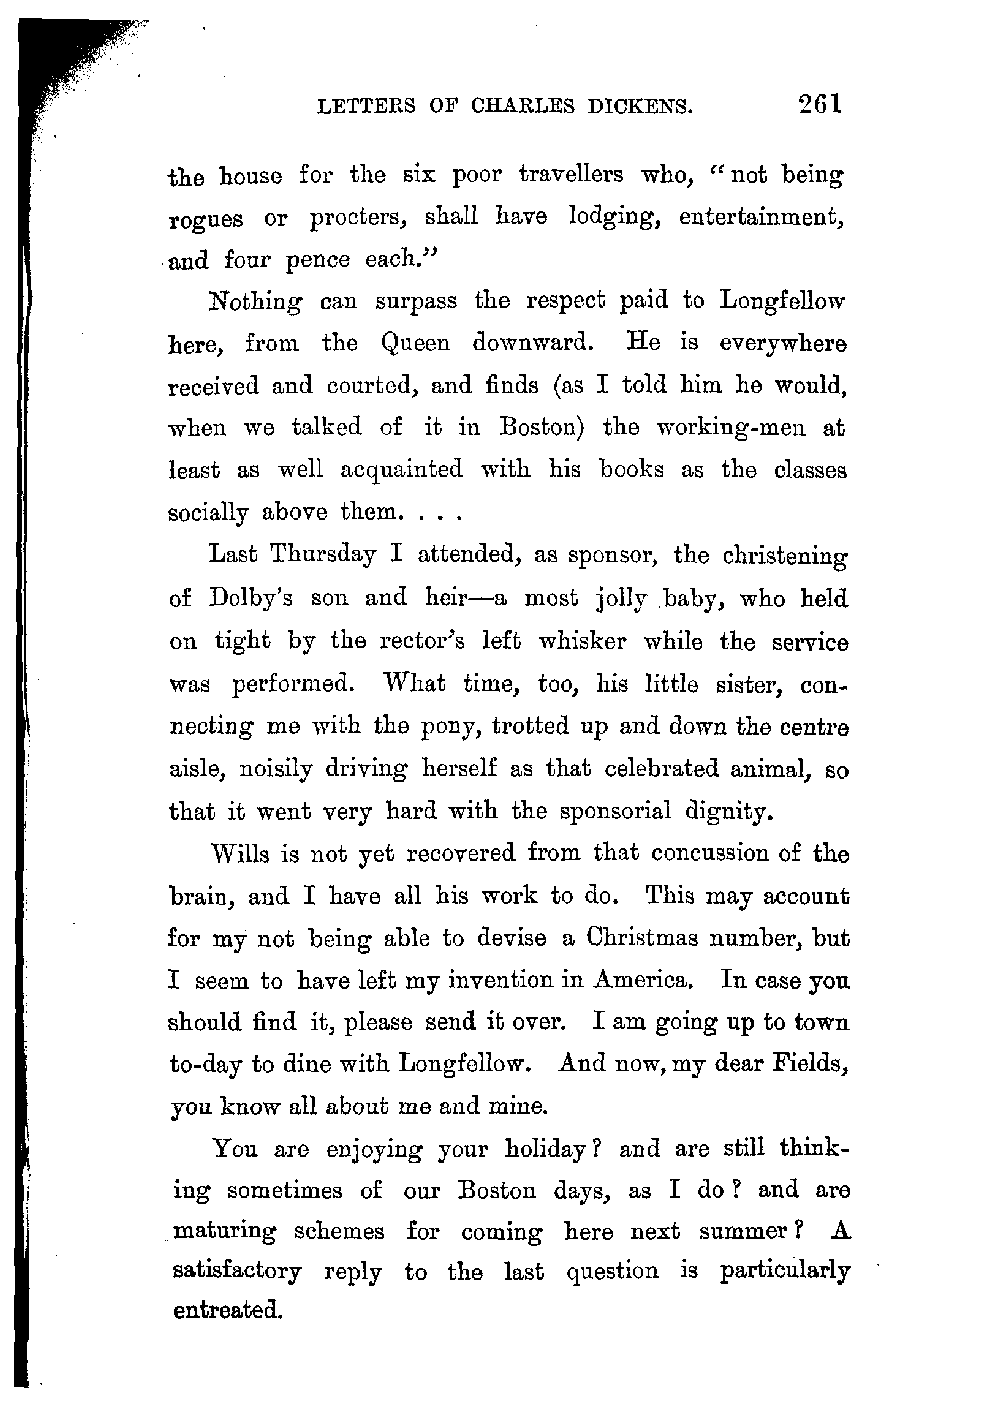 LETTERS OF CHARLES DICKENS. 261
the house for the six poor travellers who, "not being
rogues or procters, shall have lodging, entertainment,
and four pence each."
Nothing can surpass the respect paid to Longfellow
here, from the Queen downward. He is everywhere
received and courted, and finds (as I told him he would,
when we talked of it in Boston) the working-men at
least as well acquainted with his books as the classes
socially above them. . . .
Last Thursday I attended, as sponsor, the christening
of Dolby's son and heir—a most jolly baby, who held
on tight by the rector's left whisker while the service
was performed. What time, too, his little sister, con-
necting me with the pony, trotted up and down the centre
aisle, noisily driving herself as that celebrated animal, so
that it went very hard with the sponsorial dignity.
Wills is not yet recovered from that concussion of the
brain, and I have all his work to do. This may account
for my not being able to devise a Christmas number, but
I seem to have left my invention in America. In case you
should find it, please send it over. I am going up to town
to-day to dine with Longfellow. And now, my dear Fields,
you know all about me and mine.
You are enjoying your holiday? and are still think-
ing sometimes of our Boston days, as I do? and are
maturing schemes for coming here next summer? A
satisfactory reply to the last question is particularly
entreated.